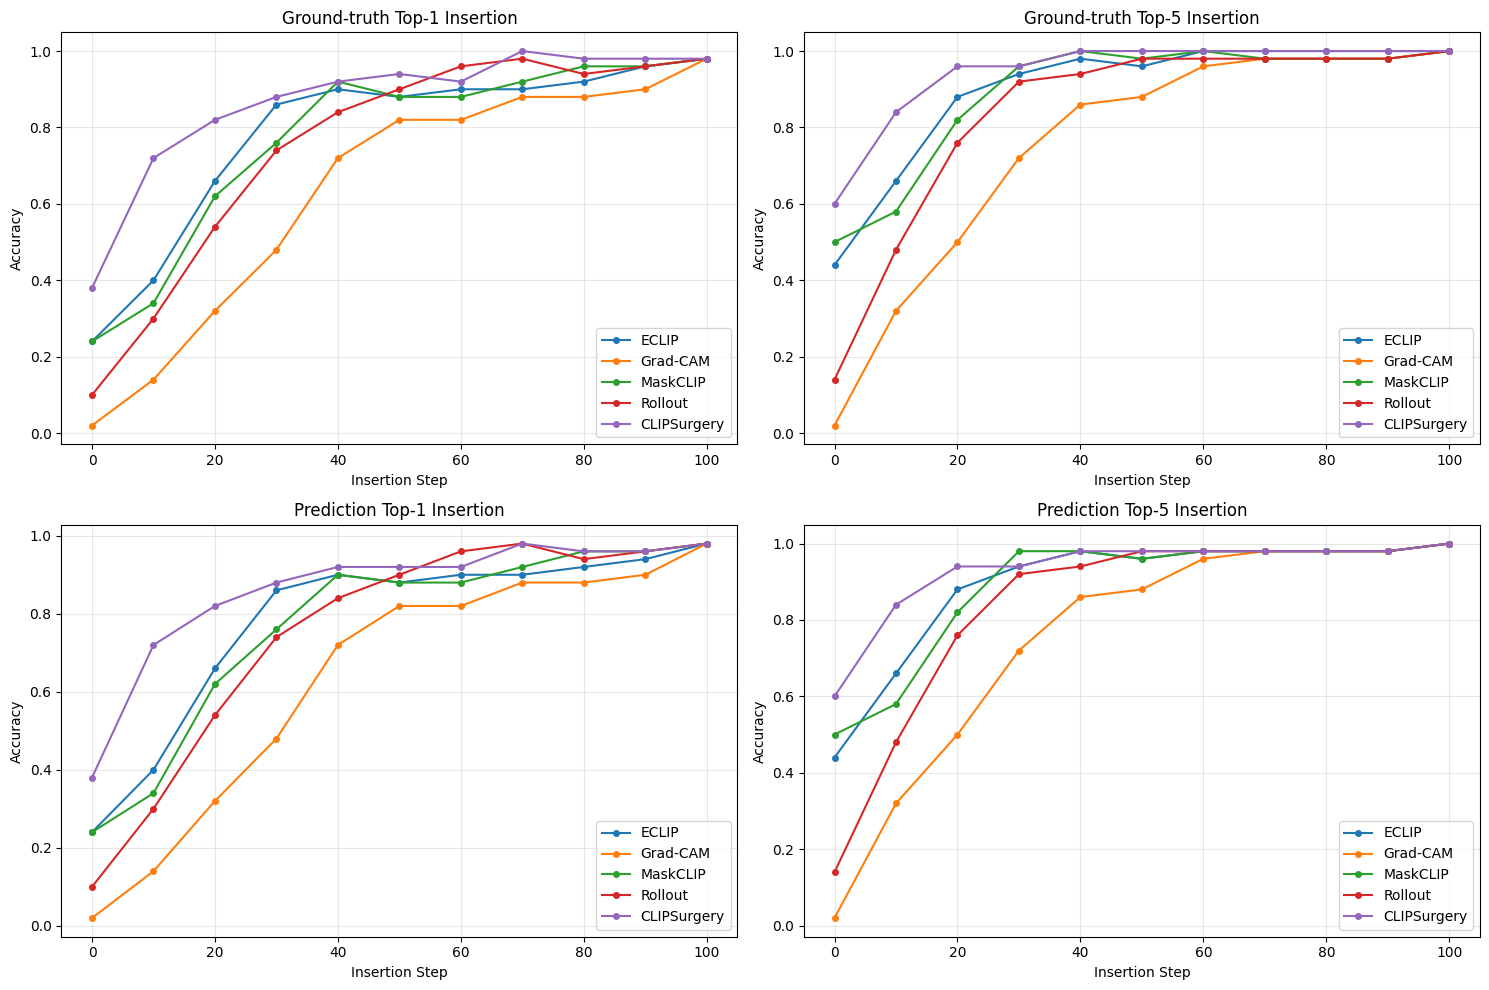 Ground-truth Top-1 Insertion
1.0
0.8
0.6
0.4
0.2
0.0
Accuracy
0 20 40 60 80 100
Insertion Step
ECLIP
Grad-CAM
MaskCLIP
Rollout
CLIPSurgery
Ground-truth Top-5 Insertion
1.0
0.8
0.6
0.4
0.2
0.0
Accuracy
0 20 40 60 80 100
Insertion Step
ECLIP
Grad-CAM
MaskCLIP
Rollout
CLIPSurgery
Prediction Top-1 Insertion
1.0
0.8
0.6
0.4
0.2
0.0
Accuracy
0 20 40 60 80 100
Insertion Step
ECLIP
Grad-CAM
MaskCLIP
Rollout
CLIPSurgery
Prediction Top-5 Insertion
1.0
0.8
0.6
0.4
0.2
0.0
Accuracy
0 20 40 60 80 100
Insertion Step
ECLIP
Grad-CAM
MaskCLIP
Rollout
CLIPSurgery